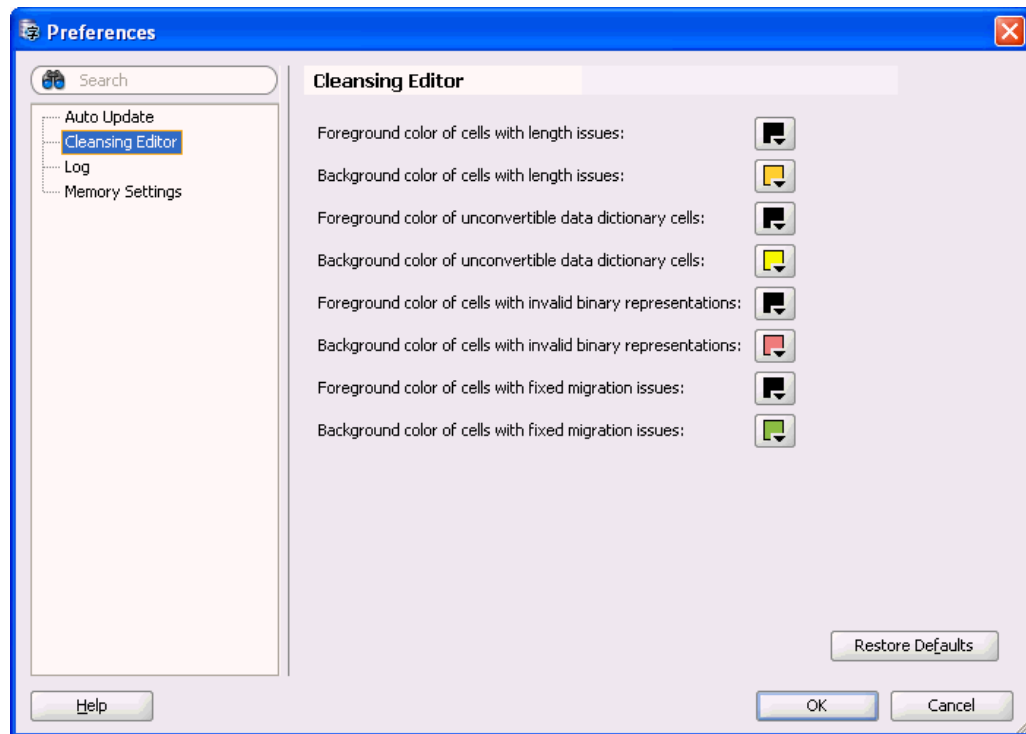 Preferences
Search
Auto Update
Cleansing Editor
Log
Memory Settings
Cleansing Editor
Foreground color of cells with length issues:
Background color of cells with length issues:
Foreground color of unconvertible data dictionary cells:
Background color of unconvertible data dictionary cells:
Foreground color of cells with invalid binary representations:
Background color of cells with invalid binary representations:
Foreground color of cells with fixed migration issues:
Background color of cells with fixed migration issues:
Restore Defaults
Help
OK
Cancel